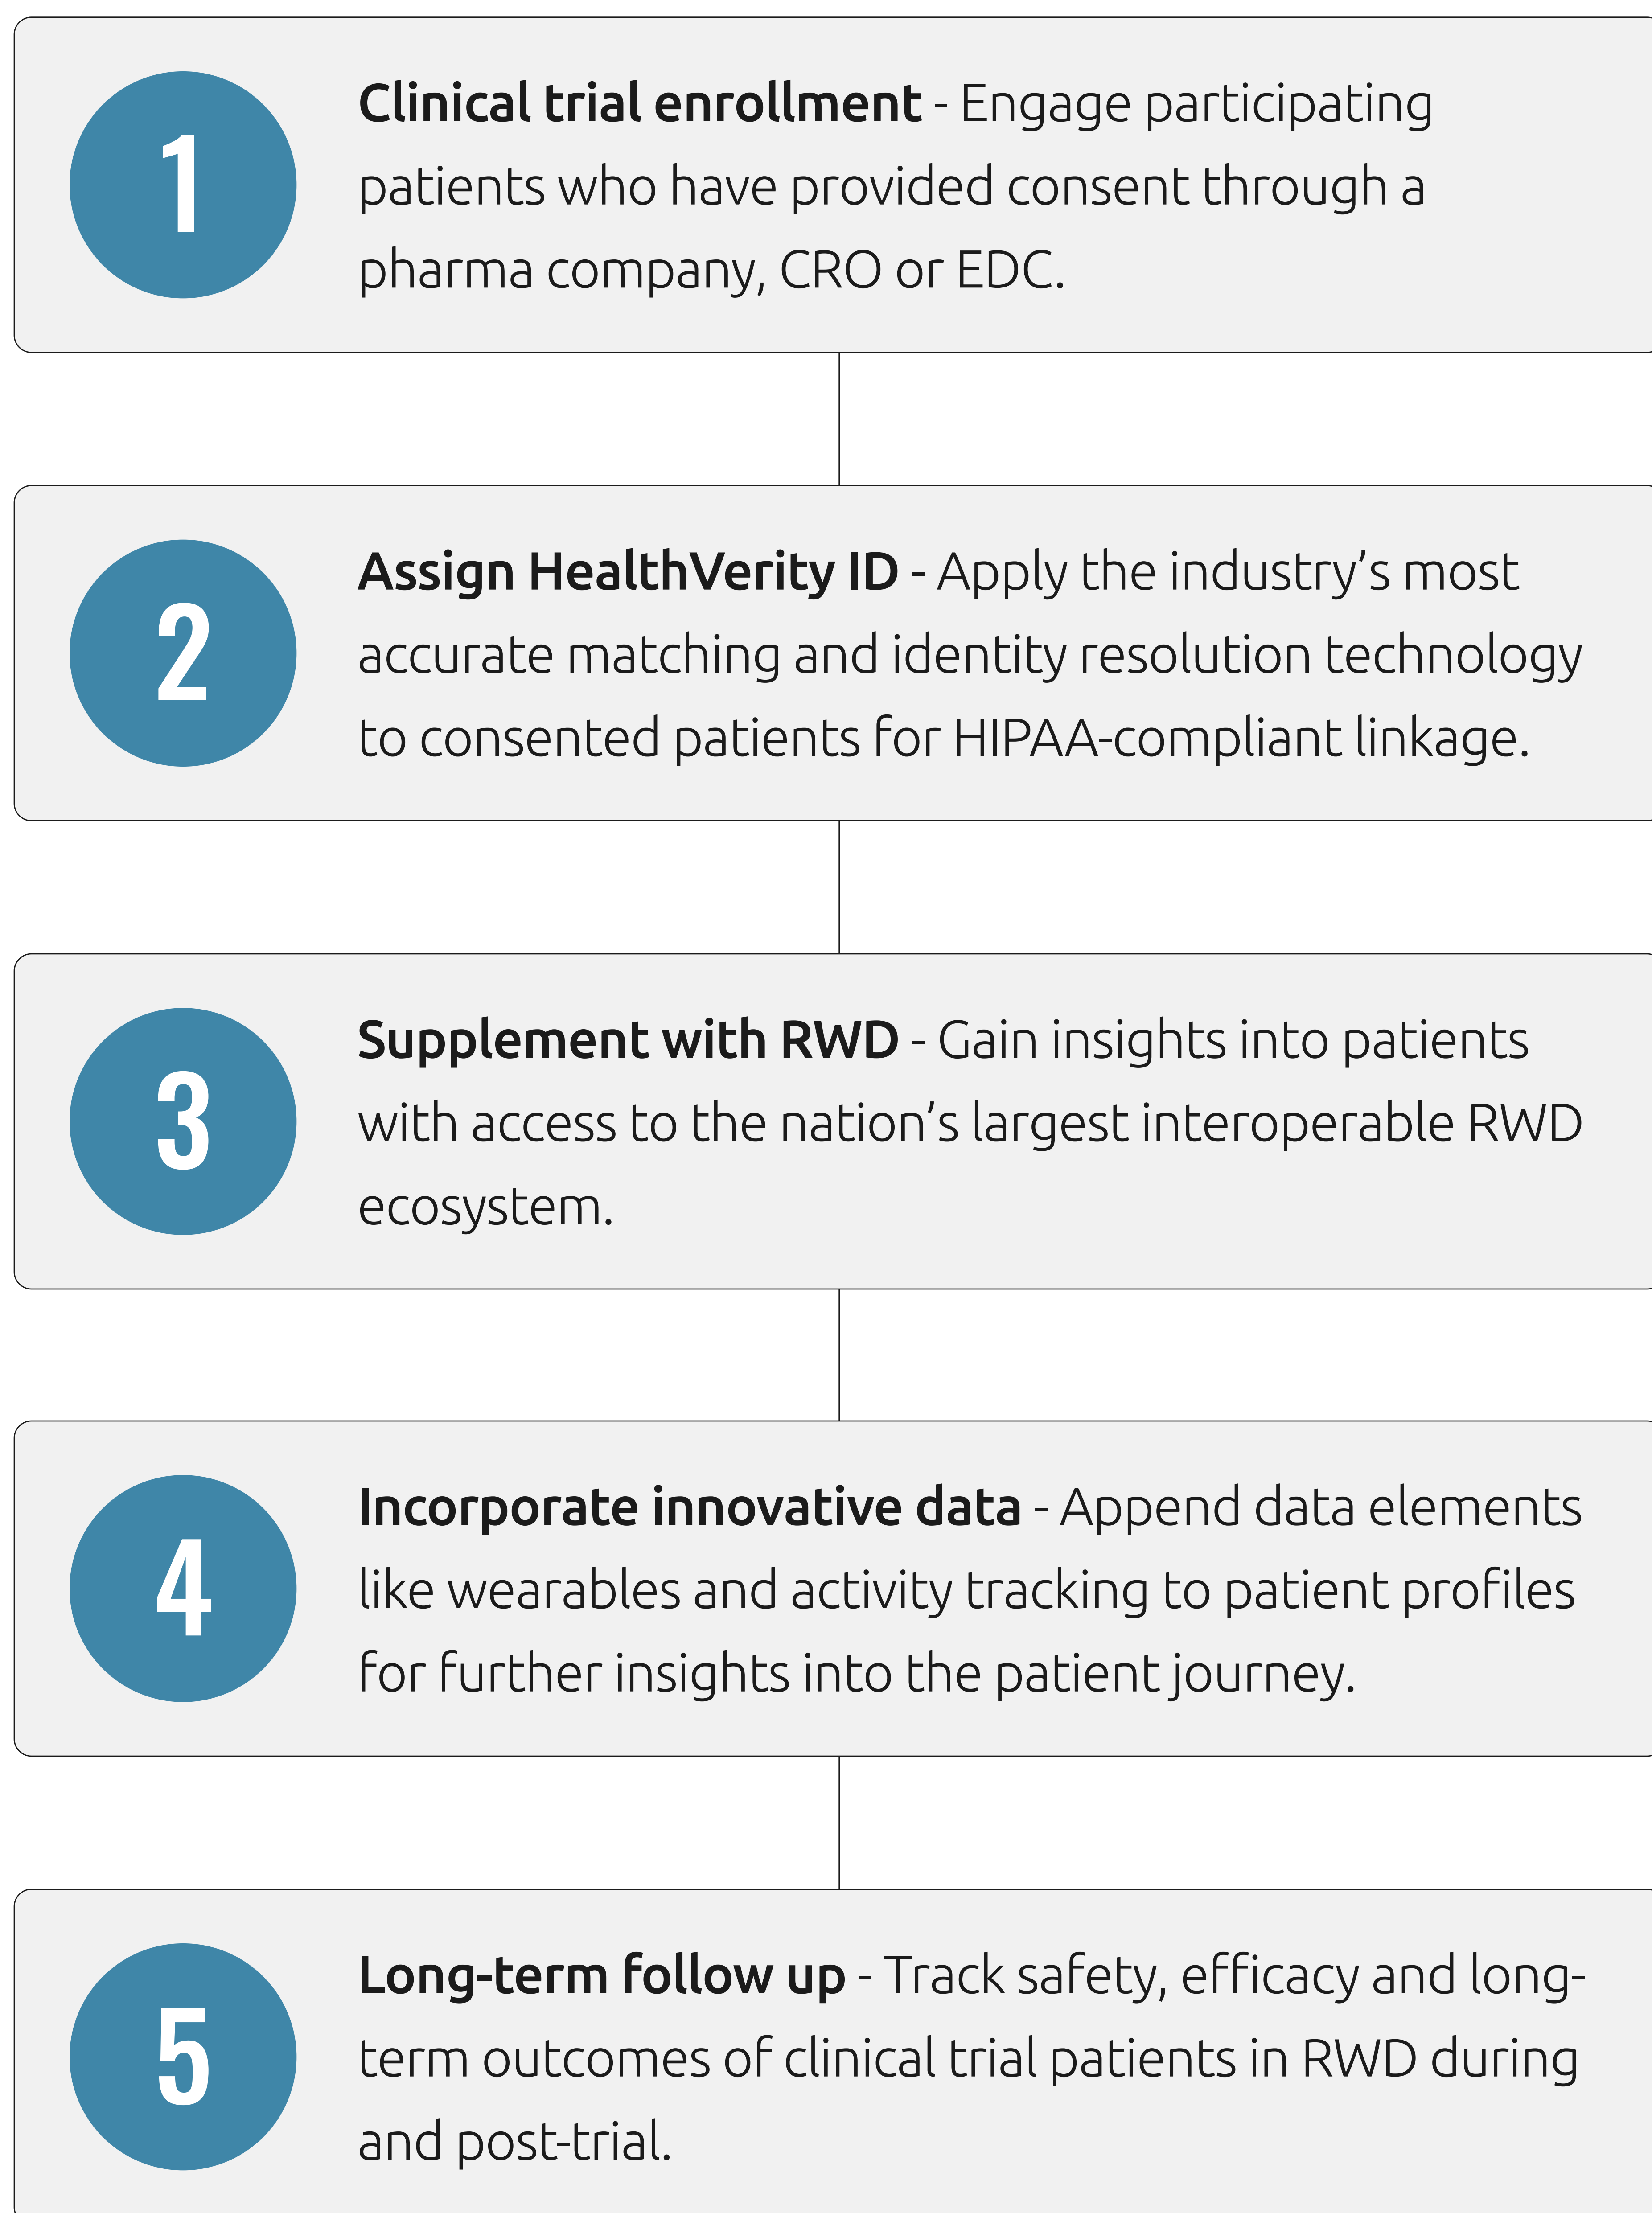 1
Clinical trial enrollment - Engage participating
patients who have provided consent through a
pharma company, CRO or EDC.
2
Assign HealthVerity ID - Apply the industry’s most
accurate matching and identity resolution technology
to consented patients for HIPAA-compliant linkage.
3
Supplement with RWD - Gain insights into patients
with access to the nation’s largest interoperable RWD
ecosystem.
4
Incorporate innovative data - Append data elements
like wearables and activity tracking to patient profiles
for further insights into the patient journey.
5
Long-term follow up - Track safety, efficacy and long-
term outcomes of clinical trial patients in RWD during
and post-trial.